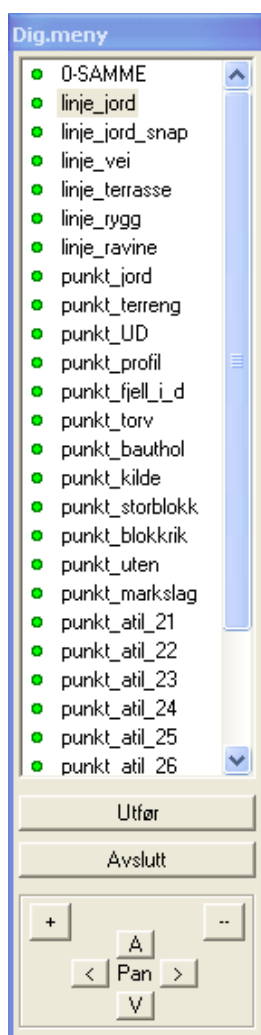 Dig.meny
0-SAMME
linje_jord
linje_jord_snap
linje_vei
linje_terrasse
linje_rygg
linje_ravine
punkt_jord
punkt_terreng
punkt_UD
punkt_profil
punkt_fjell_i_d
punkt_torv
punkt_bauthol
punkt_kilde
punkt_storblokk
punkt_blokkrik
punkt_uten
punkt_markslag
punkt_atil_21
punkt_atil_22
punkt_atil_23
punkt_atil_24
punkt_atil_25
punkt_atil_26
Utfør
Avslutt
+ --
A
< Pan >
V